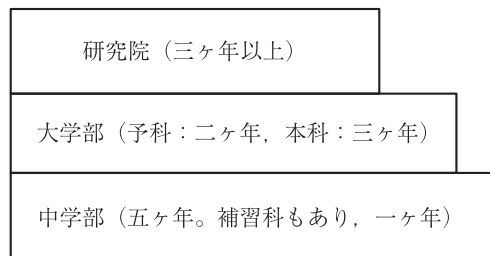 研究院（三ヶ年以上）
大学部（予科：二ヶ年，本科：三ヶ年）
中学部（五ヶ年。補習科もあり，一ヶ年）